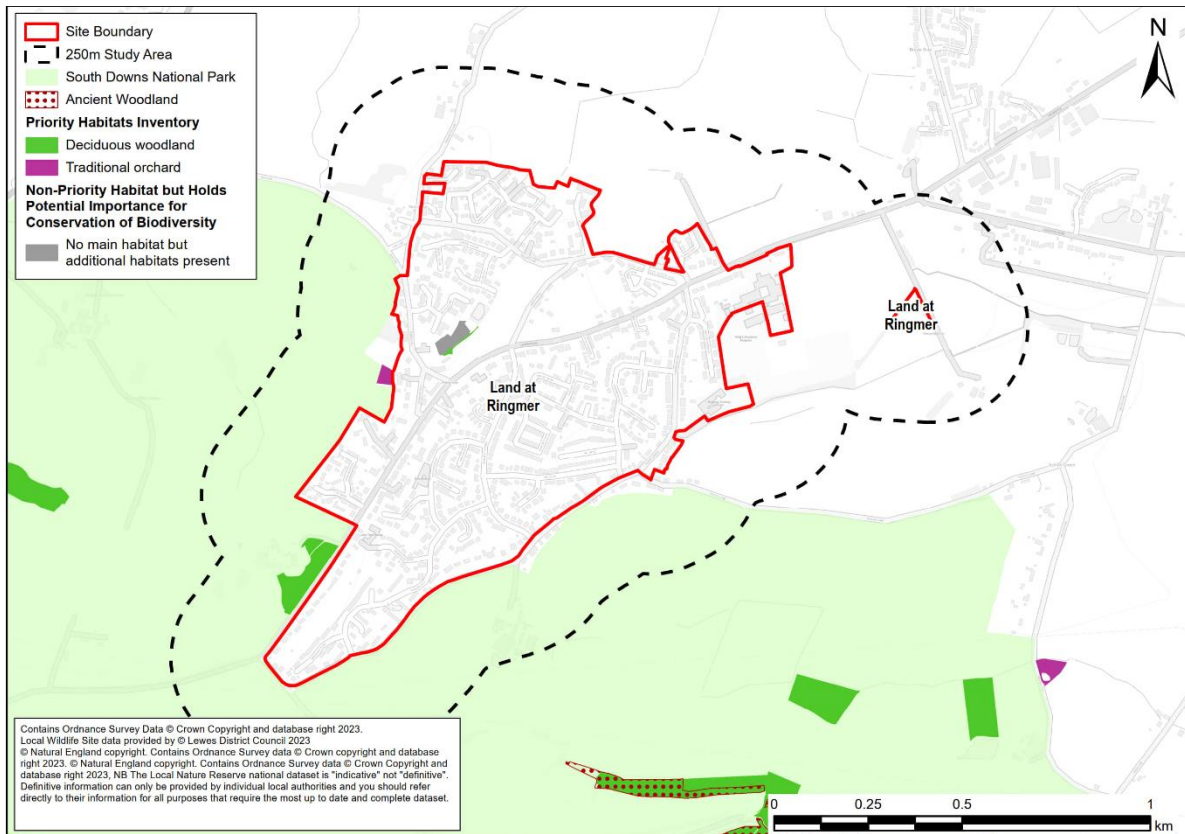 Site Boundary
250m Study Area
South Downs National Park
Ancient Woodland
Priority Habitats Inventory
Deciduous woodland
Traditional orchard
Non-Priority Habitat but Holds
Potential Importance for
Conservation of Biodiversity
No main habitat but
additional habitats present
N
Land at
Ringmer
Land at
Ringmer
Contains Ordnance Survey Data © Crown Copyright and database right 2023.
Local Wildlife Site data provided by © Lewes District Council 2023
© Natural England copyright. Contains Ordnance Survey data © Crown copyright and database
right 2023. © Natural England copyright. Contains Ordnance Survey data © Crown Copyright and
database right 2023, NB The Local Nature Reserve national dataset is "indicative" not "definitive".
Definitive information can only be provided by individual local authorities and you should refer
directly to their information for all purposes that require the most up to date and complete dataset.
0 0.25 0.5 1
km